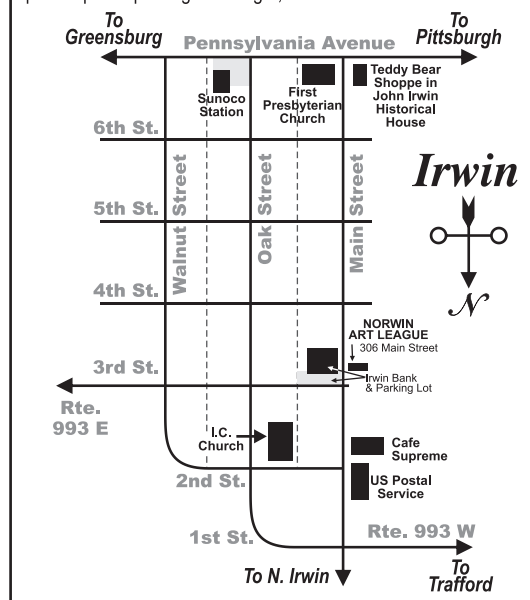 To
Greensburg
Pennsylvania Avenue
To
Pittsburgh
Sunoco
Station
First
Presbyterian
Church
Teddy Bear
Shoppe in
John Irwin
Historical
House
6th St.
Irwin
5th St.
Walnut Street
Oak Street
Main Street
4th St.
N
NORWIN
ART LEAGUE
306 Main Street
3rd St.
Irwin Bank
& Parking Lot
Rte.
993 E
I.C.
Church
Cafe
Supreme
2nd St.
US Postal
Service
1st St.
Rte. 993 W
To N. Irwin
To
Trafford